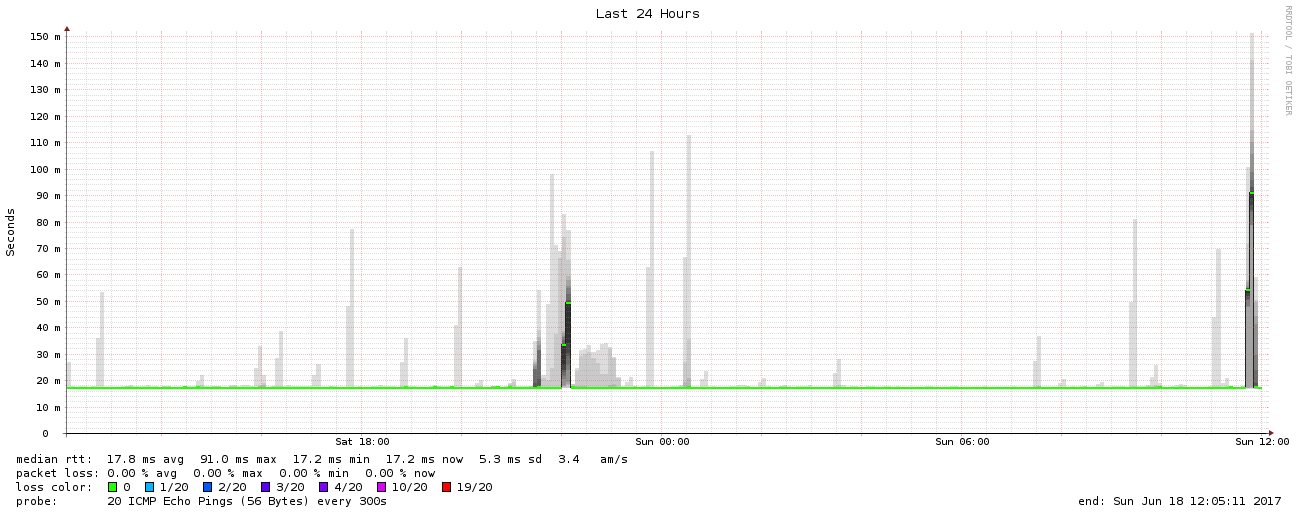 Last 24 Hours
RRDTOOL / TOBI OETIKER
Seconds
150 m
140 m
130 m
120 m
110 m
100 m
90 m
80 m
70 m
60 m
50 m
40 m
30 m
20 m
10 m
0
Sat 18:00 Sun 00:00 Sun 06:00 Sun 12:00
median rtt: 17.8 ms avg 91.0 ms max 17.2 ms min 17.2 ms now 5.3 ms sd 3.4 am/s
packet loss: 0.00 % avg 0.00 % max 0.00 % min 0.00 % now
loss color: 0 1/20 2/20 3/20 4/20 10/20 19/20
probe: 20 ICMP Echo Pings (56 Bytes) every 300s end: Sun Jun 18 12:05:11 2017